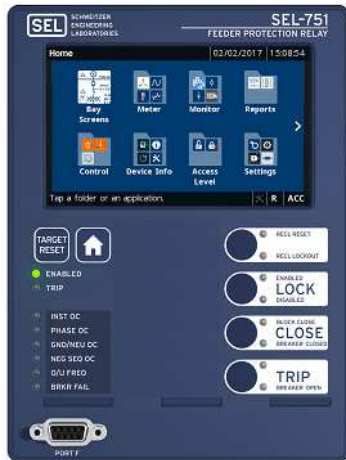 SEL SCHWEITZER ENGINEERING LABORATORIES
SEL-751
FEEDER PROTECTION RELAY
Home 02/02/2017 15:08:54
Bay Screens
Meter
Monitor
Reports
Control
Device Info
Access Level
Settings
Tap a folder or an application. R ACC
TARGET RESET
ENABLED
TRIP
INST OC
PHASE OC
GND/NEU OC
NEG SEQ OC
O/U FREQ
BRKR FAIL
PORT F
RECL RESET
RECL LOCKOUT
ENABLED
LOCK
DISABLED
BLOCK CLOSE
CLOSE
BREAKER CLOSED
TRIP
BREAKER OPEN